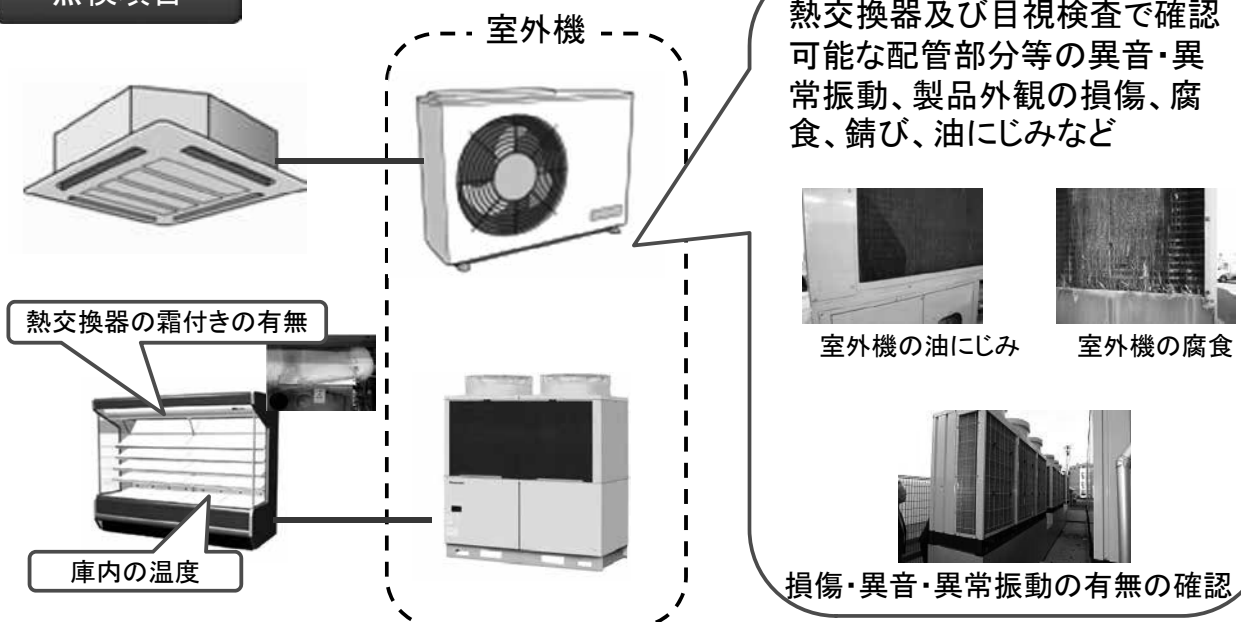 点検項目
室外機
熱交換器及び目視検査で確認
可能な配管部分等の異音・異
常振動、製品外観の損傷、腐
食、錆び、油にじみなど
熱交換器の霜付きの有無
庫内の温度
室外機の油にじみ
室外機の腐食
損傷・異音・異常振動の有無の確認